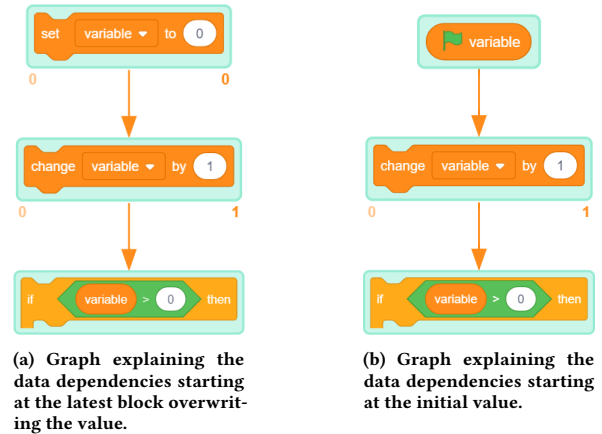 set variable to 0
0 0
change variable by 1
0 1
if variable > 0 then
(a) Graph explaining the
data dependencies starting
at the latest block overwrit-
ing the value.
variable
change variable by 1
0 1
if variable > 0 then
(b) Graph explaining the
data dependencies starting
at the initial value.